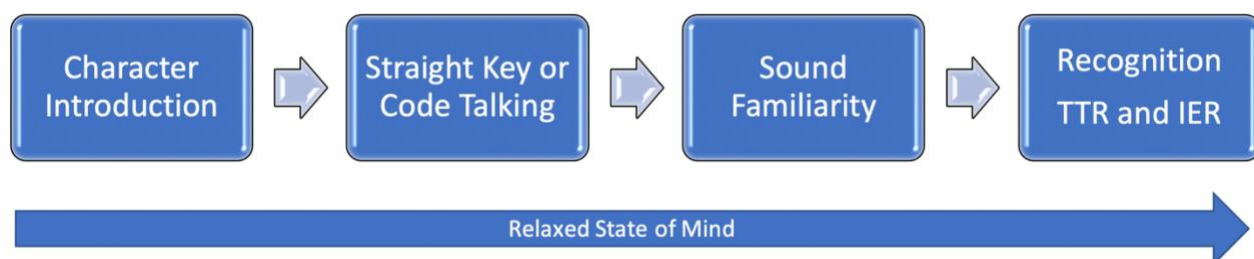 Character
Introduction
Straight Key or
Code Talking
Sound
Familiarity
Recognition
TTR and IER
Relaxed State of Mind